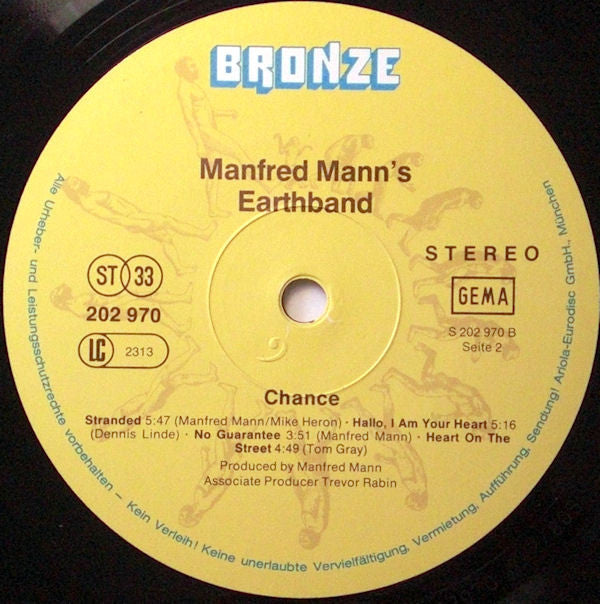 BRONZE
Manfred Mann's
Earthband
STEREO
ST 33
GEMA
202 970
S 202 970 B
LC 2313
Seite 2
Chance
Stranded 5:47 (Manfred Mann/Mike Heron) · Hallo, I Am Your Heart 5:16
(Dennis Linde) · No Guarantee 3:51 (Manfred Mann) · Heart On The
Street 4:49 (Tom Gray)
Produced by Manfred Mann
Associate Producer Trevor Rabin
Alle Urheber- und Leistungsschutzrechte vorbehalten – Kein Verleih! Keine unerlaubte Vervielfältigung, Vermietung, Aufführung, Sendung! Ariola-Eurodisc GmbH., München